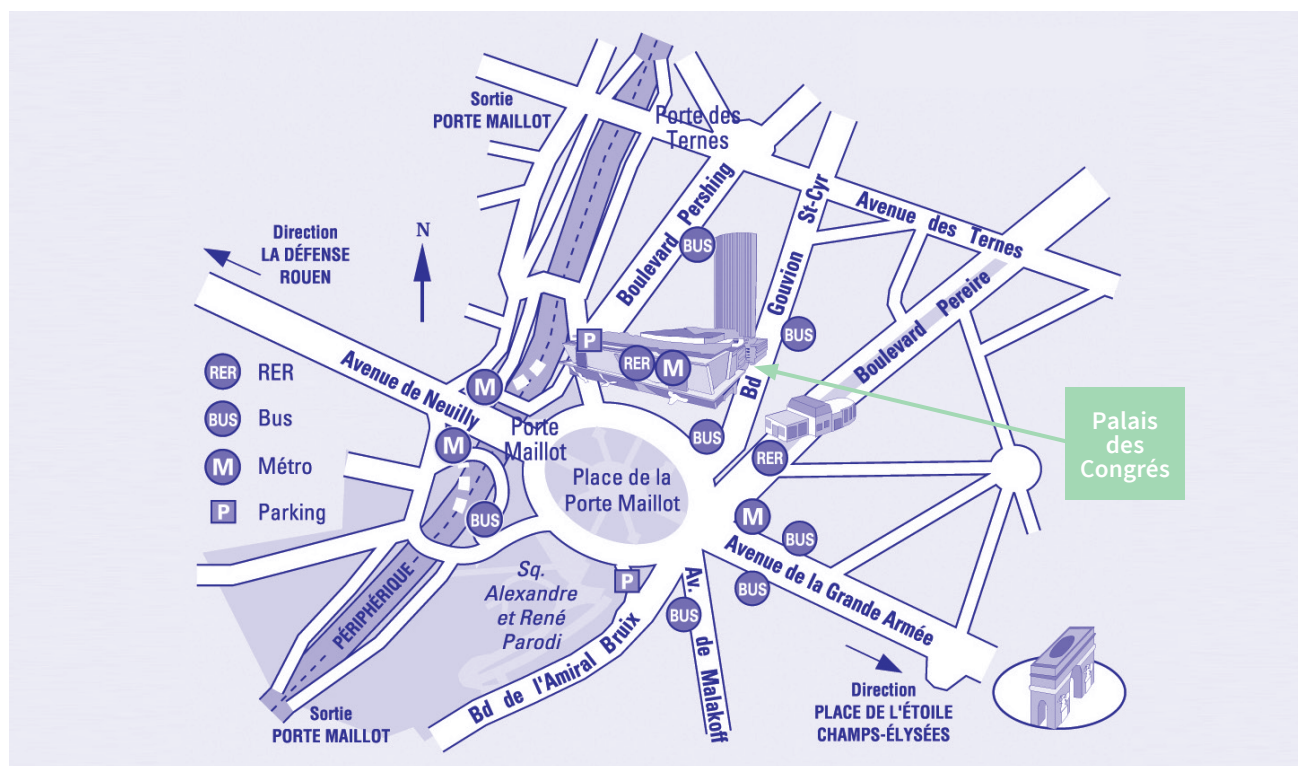 Sortie
PORTE MAILLOT
Porte des
Ternes
Boulevard Pershing
BUS
St-Cyr
Gouvion
Bd
Avenue des Ternes
Direction
LA DÉFENSE
ROUEN
N
Boulevard Pereire
BUS
P
RER
M
RER RER
BUS Bus
M Métro
P Parking
Avenue de Neuilly
M
M
Porte
Maillot
BUS
RER
Palais
des
Congrés
Place de la
Porte Maillot
BUS
M
BUS
BUS
Avenue de la Grande Armée
Sq.
Alexandre
et René
Parodi
P
Av. de Malakoff
BUS
PÉRIPHÉRIQUE
Bd de l'Amiral Bruix
Sortie
PORTE MAILLOT
Direction
PLACE DE L'ÉTOILE
CHAMPS-ÉLYSÉES